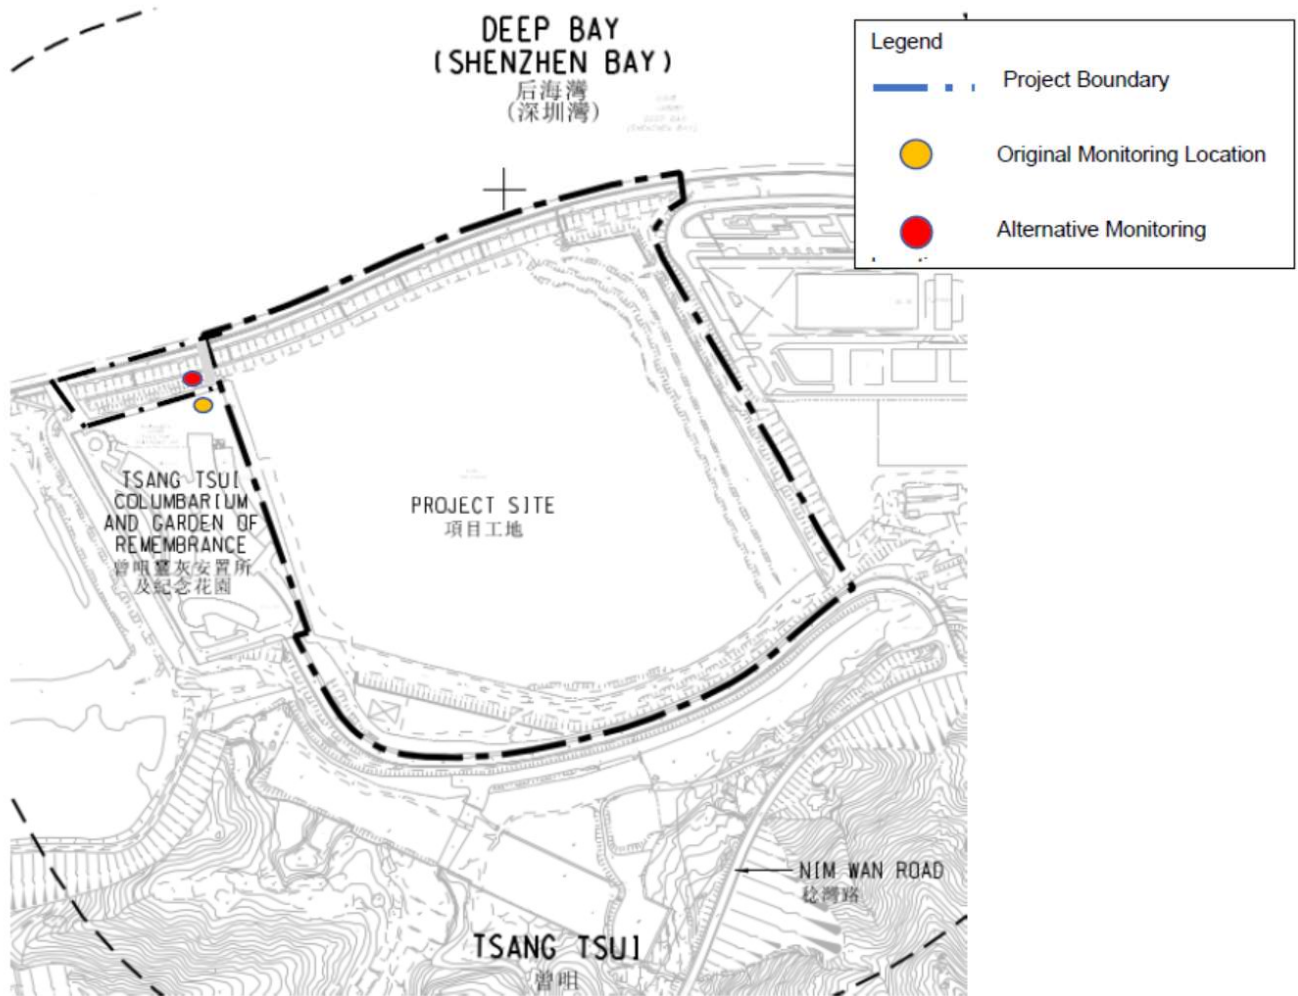 DEEP BAY
(SHENZHEN BAY)
后海灣
(深圳灣)
Legend
Project Boundary
Original Monitoring Location
Alternative Monitoring
TSANG TSUI
COLUMBARIUM
AND GARDEN OF
REMEMBRANCE
曾咀靈灰安置所
及紀念花園
PROJECT SITE
項目工地
NIM WAN ROAD
稔灣路
TSANG TSUI
曾咀